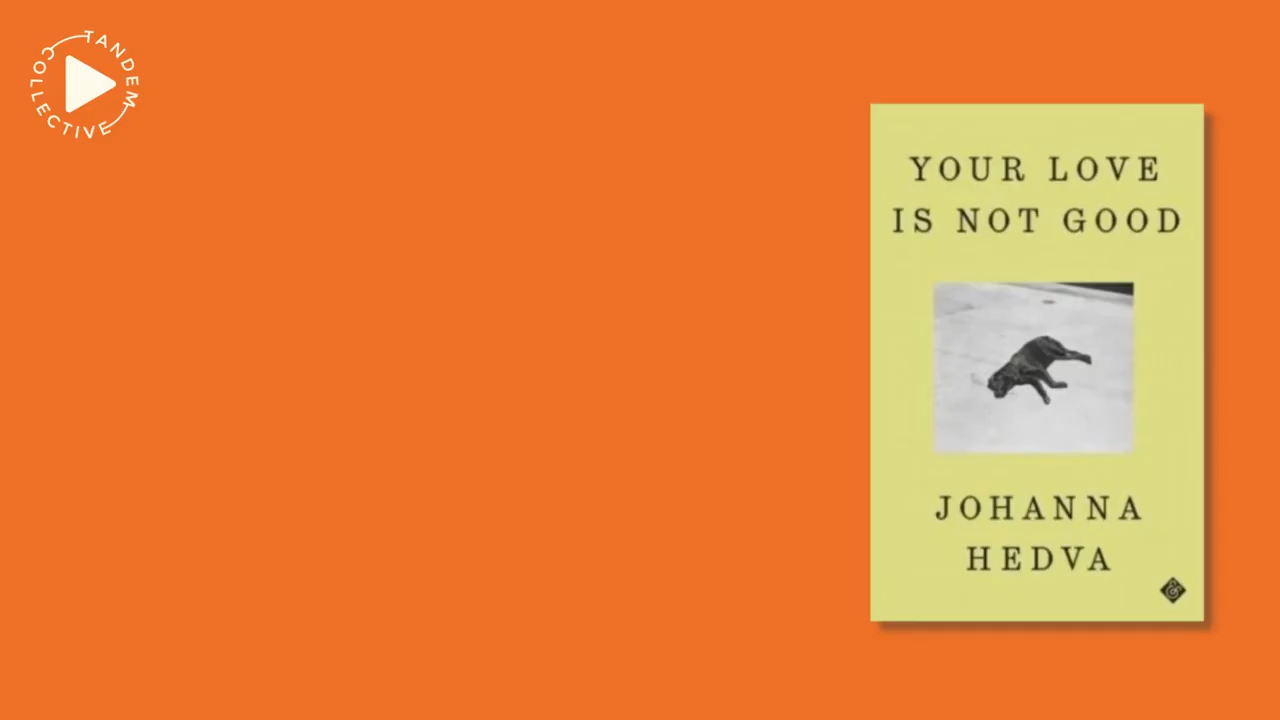 TANDEM
COLLECTIVE
YOUR LOVE
IS NOT GOOD
JOHANNA
HEDVA